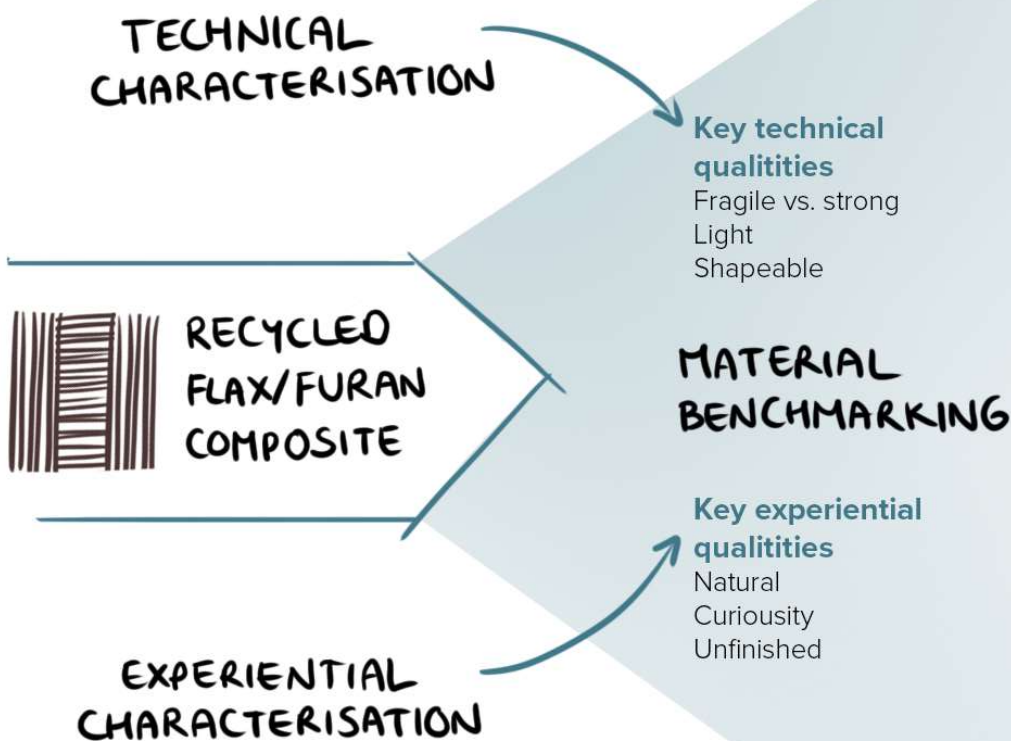 TECHNICAL
CHARACTERISATION
Key technical
qualitities
Fragile vs. strong
Light
Shapeable
RECYCLED
FLAX/FURAN
COMPOSITE
MATERIAL
BENCHMARKING
Key experiential
qualitities
Natural
Curiousity
Unfinished
EXPERIENTIAL
CHARACTERISATION